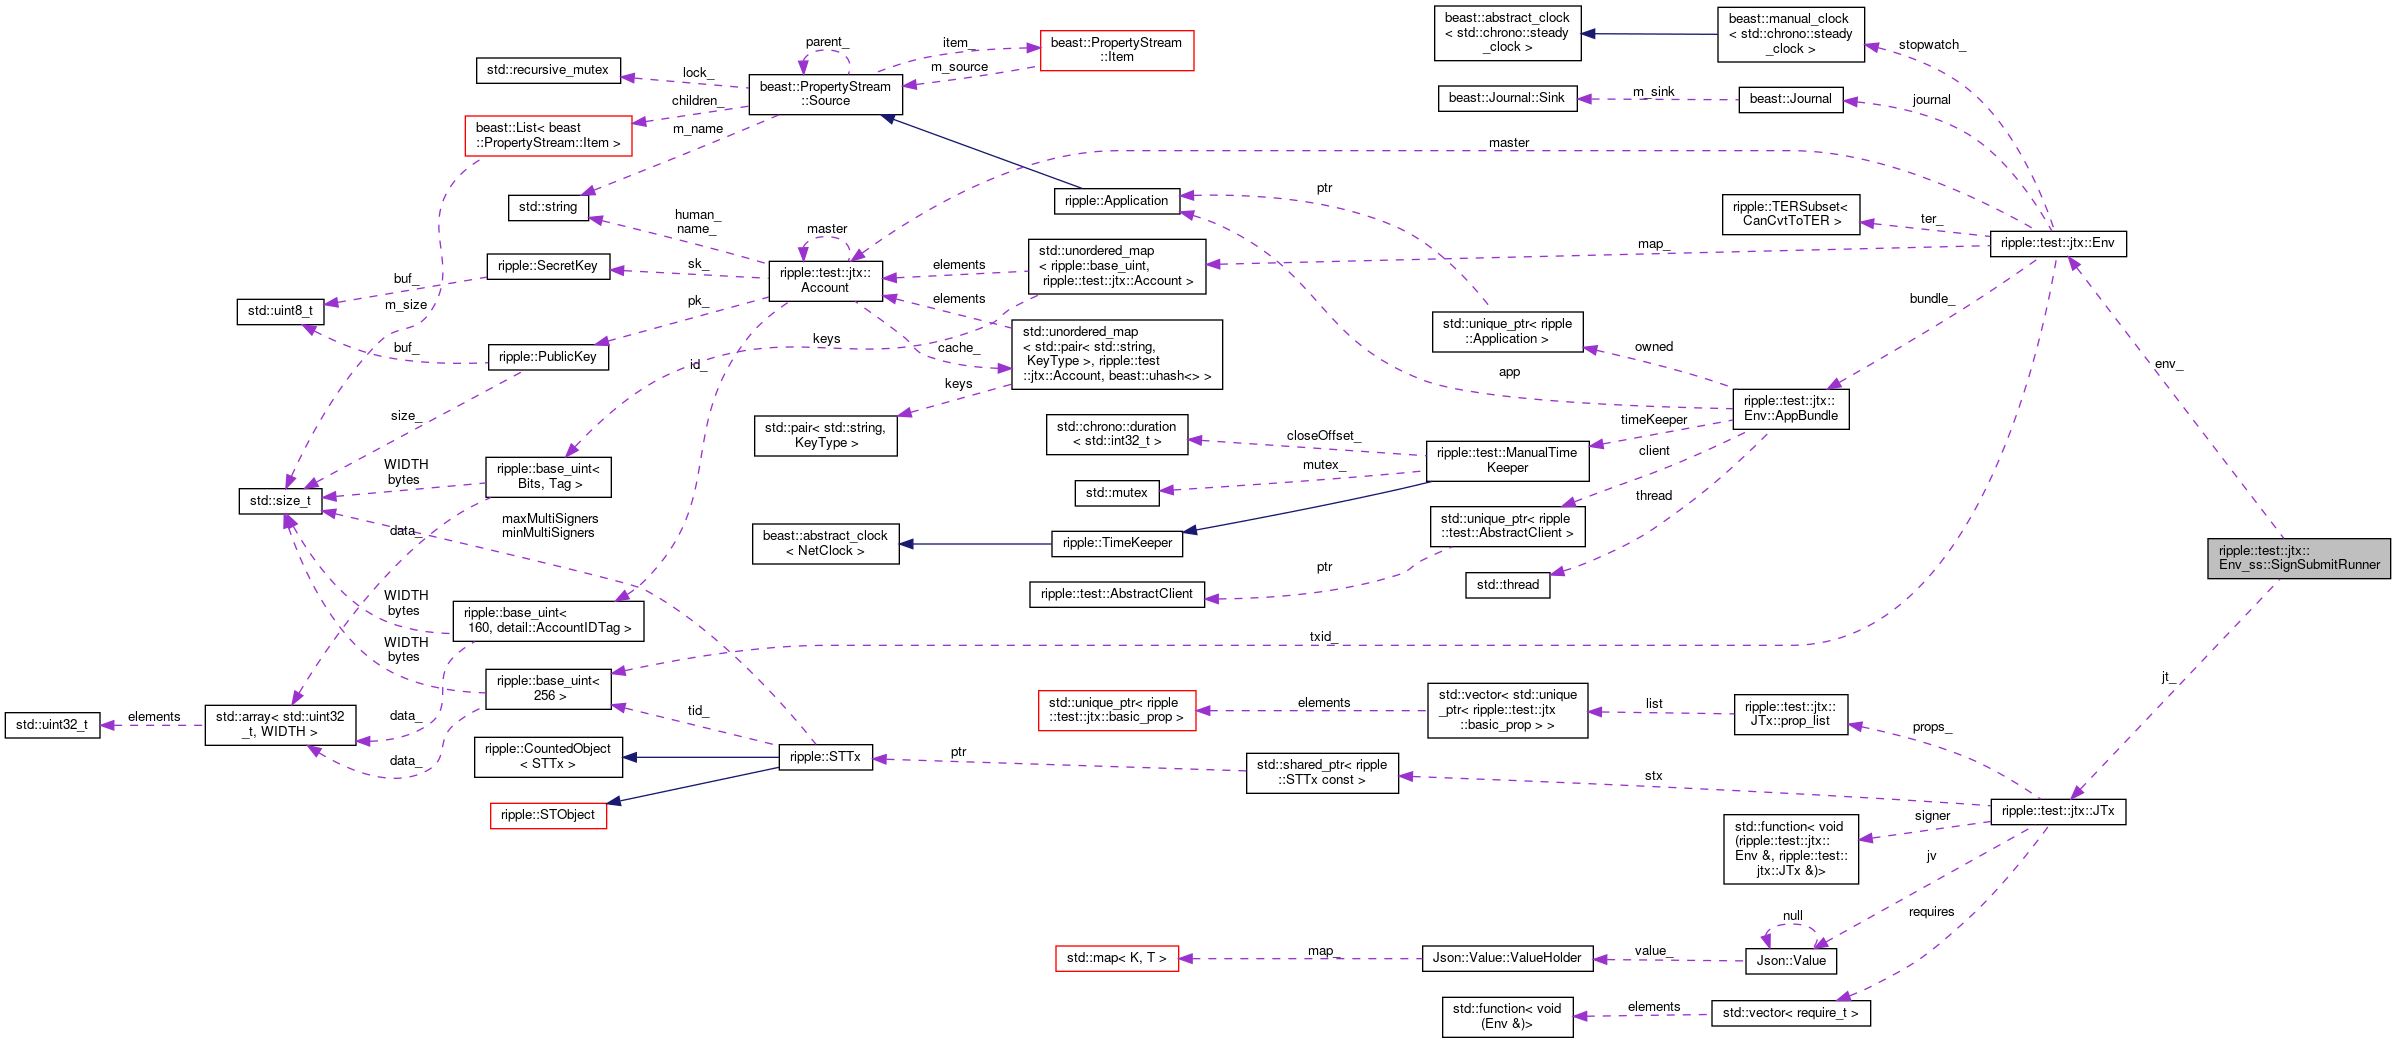 beast::abstract_clock
< std::chrono::steady
_clock >
beast::manual_clock
< std::chrono::steady
_clock >
stopwatch_
parent_
item_
beast::PropertyStream
::Item
m_source
std::recursive_mutex
lock_
beast::PropertyStream
::Source
children_
m_name
beast::Journal::Sink
m_sink
beast::Journal
journal
beast::List< beast
::PropertyStream::Item >
master
std::string
human_
name_
ripple::Application
ptr
ripple::TERSubset<
CanCvtToTER >
ter_
ripple::test::jtx::Env
map_
master
ripple::SecretKey
sk_
buf_
ripple::test::jtx::
Account
elements
std::unordered_map
< ripple::base_uint,
ripple::test::jtx::Account >
elements
std::uint8_t
m_size
pk_
buf_
ripple::PublicKey
id_
keys
cache_
std::unordered_map
< std::pair< std::string,
KeyType >, ripple::test
::jtx::Account, beast::uhash<> >
keys
bundle_
std::unique_ptr< ripple
::Application >
owned
app
env_
ripple::test::jtx::
Env::AppBundle
size_
std::pair< std::string,
KeyType >
std::chrono::duration
< std::int32_t >
closeOffset_
mutex_
timeKeeper
client
thread
ripple::test::ManualTime
Keeper
WIDTH
bytes
ripple::base_uint<
Bits, Tag >
std::size_t
std::mutex
data_
maxMultiSigners
minMultiSigners
beast::abstract_clock
< NetClock >
ripple::TimeKeeper
std::unique_ptr< ripple
::test::AbstractClient >
ptr
std::thread
ripple::test::AbstractClient
ripple::test::jtx::
Env_ss::SignSubmitRunner
WIDTH
bytes
ripple::base_uint<
160, detail::AccountIDTag >
WIDTH
bytes
txid_
ripple::base_uint<
256 >
tid_
jt_
std::uint32_t
elements
std::array< std::uint32
_t, WIDTH >
data_
data_
std::unique_ptr< ripple
::test::jtx::basic_prop >
elements
std::vector< std::unique
_ptr< ripple::test::jtx
::basic_prop > >
list
ripple::test::jtx::
JTx::prop_list
props_
ripple::CountedObject
< STTx >
ripple::STTx
ptr
std::shared_ptr< ripple
::STTx const >
stx
ripple::STObject
ripple::test::jtx::JTx
signer
std::function< void
(ripple::test::jtx::
Env &, ripple::test::
jtx::JTx &)>
jv
requires
null
std::map< K, T >
map_
Json::Value::ValueHolder
value_
Json::Value
std::function< void
(Env &)>
elements
std::vector< require_t >